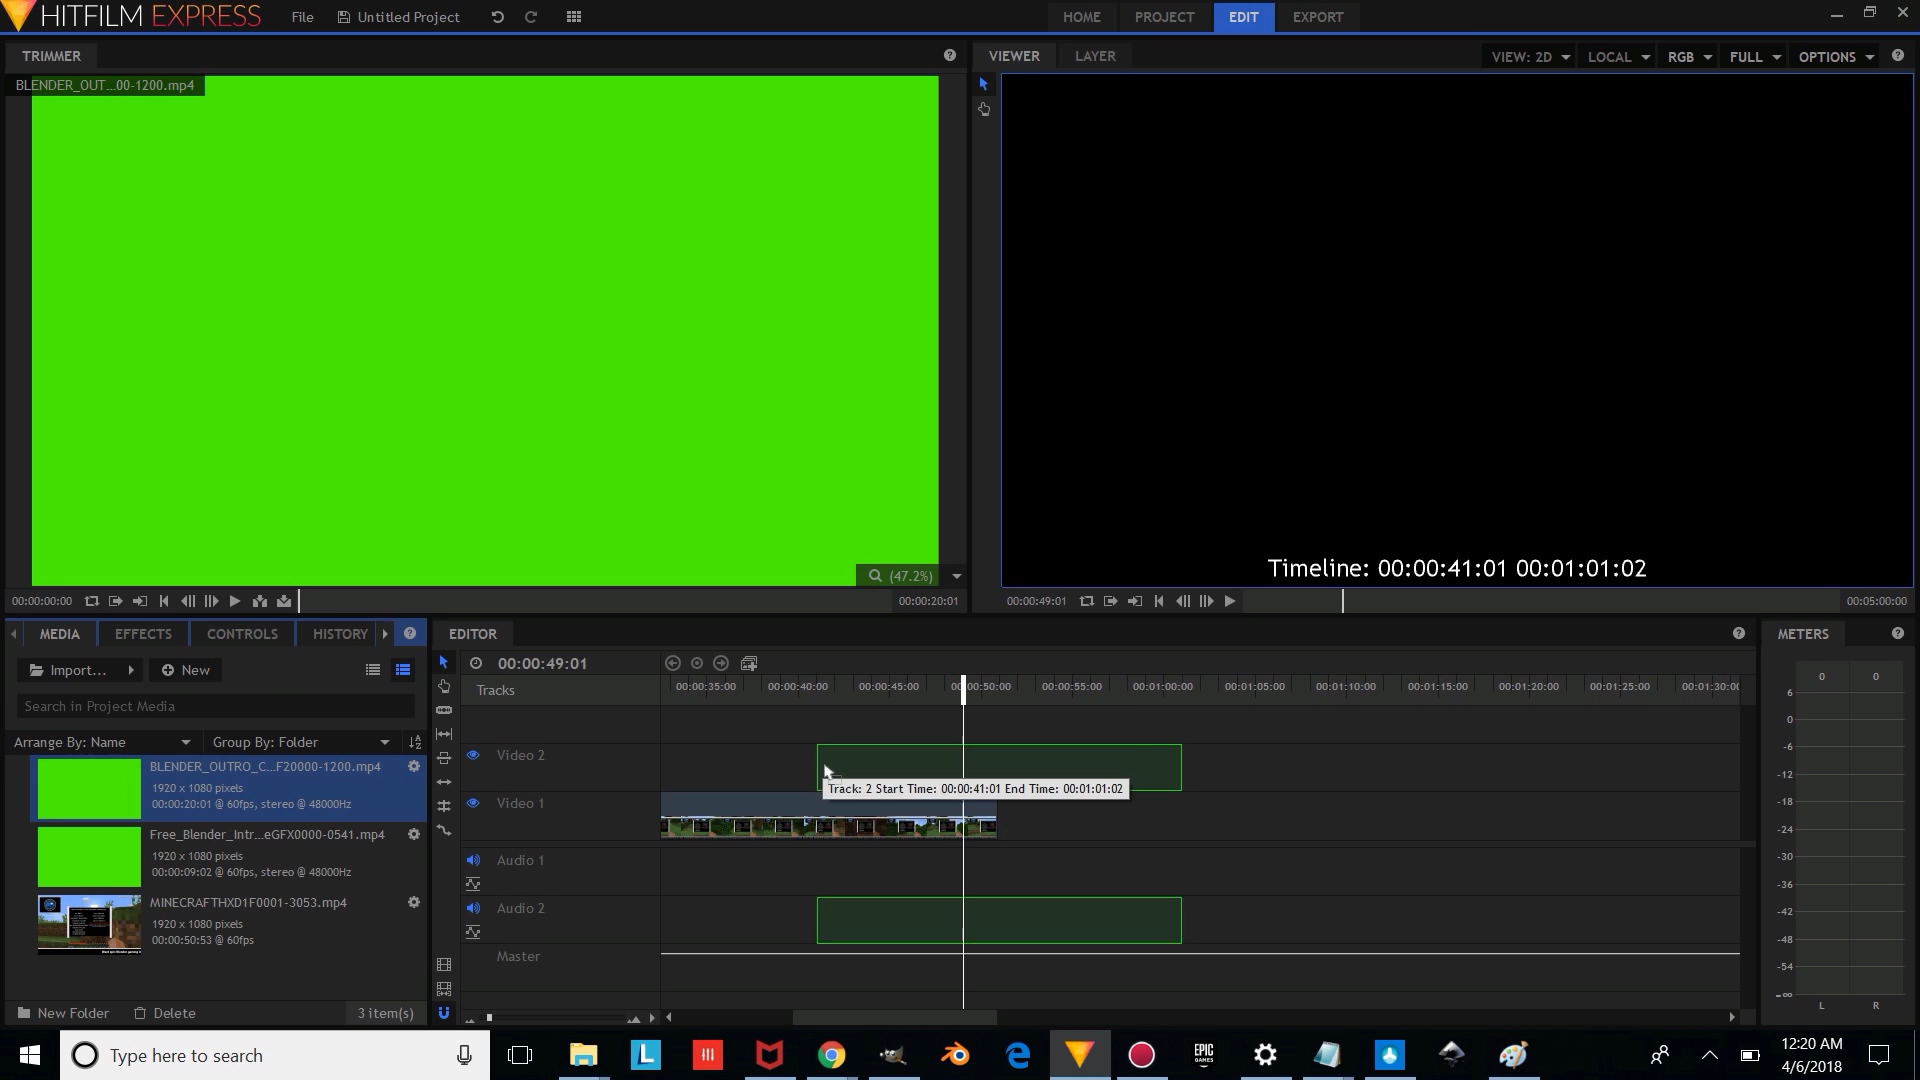 HITFILM EXPRESS File Untitled Project HOME PROJECT EDIT EXPORT
TRIMMER
VIEWER LAYER VIEW: 2D LOCAL RGB FULL OPTIONS
BLENDER_OUT...00-1200.mp4
(47.2%)
Timeline: 00:00:41:01 00:01:01:02
00:00:00:00 00:00:20:01
00:00:49:01 00:05:00:00
MEDIA EFFECTS CONTROLS HISTORY
Import... New
Search in Project Media
Arrange By: Name Group By: Folder
BLENDER_OUTRO_C...F20000-1200.mp4
1920 x 1080 pixels
00:00:20:01 @ 60fps, stereo @ 48000Hz
Free_Blender_Intr...eGFX0000-0541.mp4
1920 x 1080 pixels
00:00:09:02 @ 60fps, stereo @ 48000Hz
MINECRAFTHXD1F0001-3053.mp4
1920 x 1080 pixels
00:00:50:53 @ 60fps
New Folder Delete 3 item(s)
EDITOR
00:00:49:01
Tracks
00:00:35:00 00:00:40:00 00:00:45:00 00:00:50:00 00:00:55:00 00:01:00:00 00:01:05:00 00:01:10:00 00:01:15:00 00:01:20:00 00:01:25:00 00:01:30:00
Video 2
Track: 2 Start Time: 00:00:41:01 End Time: 00:01:01:02
Video 1
Audio 1
Audio 2
Master
METERS
0 0
6
0
-6
-12
-18
-24
-30
-36
-42
-48
-54
-∞
L R
Type here to search
L
EPIC
GAMES
12:20 AM
4/6/2018